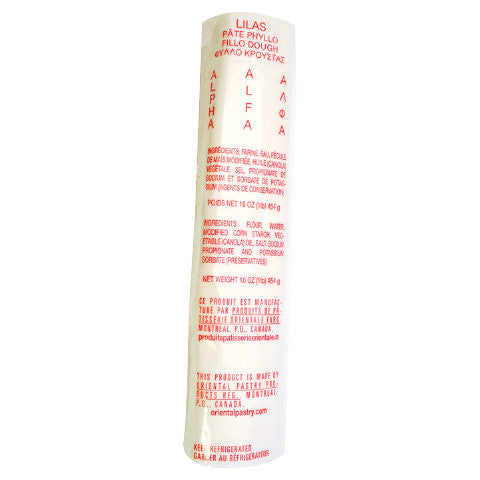 LILAS
PÂTE PHYLLO
FILLO DOUGH
ΦΥΛΛΟ ΚΡΟΥΣΤΑΣ
ALPHA
ALFA
ΑΛΦΑ
INGRÉDIENTS: FARINE, EAU, FÉCULE
DE MAÏS MODIFIÉE, HUILE (CANOLA)
VÉGÉTALE, SEL, PROPIONATE DE
SODIUM ET SORBATE DE POTAS-
SIUM (AGENTS DE CONSERVATION)
POIDS NET 16 OZ (1lb) 454 g
INGREDIENTS: FLOUR, WATER,
MODIFIED CORN STARCH, VEG-
ETABLE (CANOLA) OIL, SALT, SODIUM
PROPIONATE AND POTASSIUM
SORBATE (PRESERVATIVES)
NET WEIGHT 16 OZ (1lb) 454 g
CE PRODUIT EST MANUFAC-
TURÉ PAR PRODUITS DE PÂ-
TISSERIE ORIENTALE ENRG.
MONTREAL P.Q., CANADA.
produitspatisserieorientale.ca
THIS PRODUCT IS MADE BY
ORIENTAL PASTRY PRO-
DUCTS REG., MONTREAL,
P.Q., CANADA.
orientalpastry.com
KEEP REFRIGERATED
GARDER AU RÉFRIGÉRATEUR